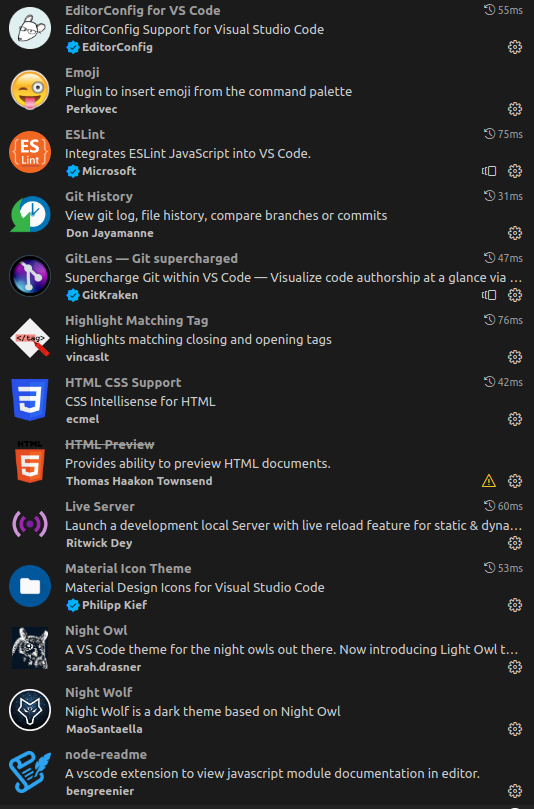 EditorConfig for VS Code 55ms
EditorConfig Support for Visual Studio Code
EditorConfig
Emoji
Plugin to insert emoji from the command palette
Perkovec
ES
Lint
ESLint 75ms
Integrates ESLint JavaScript into VS Code.
Microsoft
Git History 31ms
View git log, file history, compare branches or commits
Don Jayamanne
GitLens — Git supercharged 47ms
Supercharge Git within VS Code — Visualize code authorship at a glance via ...
GitKraken
</tag>
Highlight Matching Tag 76ms
Highlights matching closing and opening tags
vincaslt
HTML CSS Support 42ms
CSS Intellisense for HTML
ecmel
HTML
5
HTML Preview
Provides ability to preview HTML documents.
Thomas Haakon Townsend
Live Server 60ms
Launch a development local Server with live reload feature for static & dyna...
Ritwick Dey
Material Icon Theme 53ms
Material Design Icons for Visual Studio Code
Philipp Kief
Night Owl
A VS Code theme for the night owls out there. Now introducing Light Owl t...
sarah.drasner
Night Wolf
Night Wolf is a dark theme based on Night Owl
MaoSantaella
node-readme
A vscode extension to view javascript module documentation in editor.
bengreenier